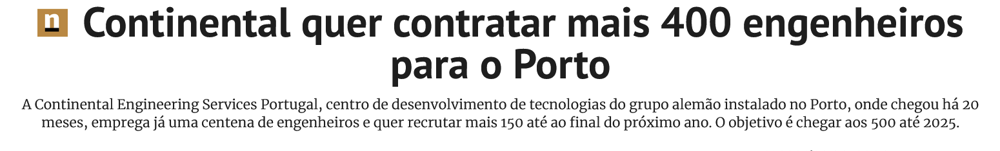 n Continental quer contratar mais 400 engenheiros
para o Porto
A Continental Engineering Services Portugal, centro de desenvolvimento de tecnologias do grupo alemão instalado no Porto, onde chegou há 20
meses, emprega já uma centena de engenheiros e quer recrutar mais 150 até ao final do próximo ano. O objetivo é chegar aos 500 até 2025.